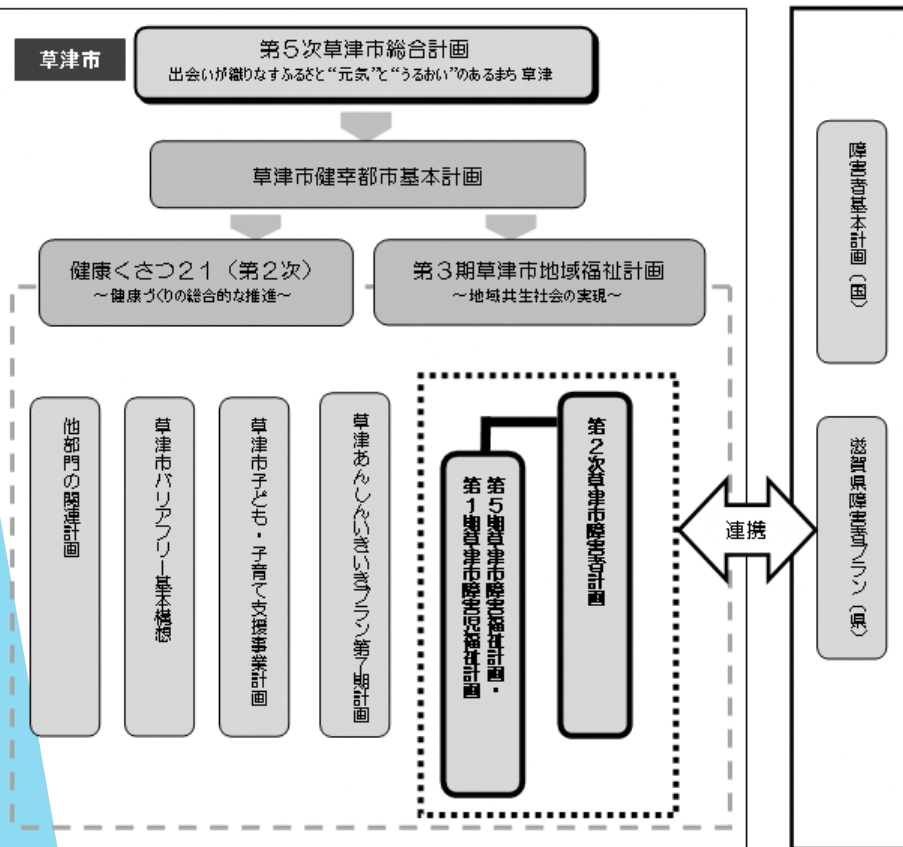 草津市
第5次草津市総合計画
出会いが織りなすふるさと“元気”と“うるおい”のあるまち 草津
草津市健幸都市基本計画
健康くさつ21（第2次）
～健康づくりの総合的な推進～
第3期草津市地域福祉計画
～地域共生社会の実現～
他部門の関連計画
草津市バリアフリー基本構想
草津市子ども・子育て支援事業計画
草津あんしんいきいきプラン第7期計画
第5期草津市障害福祉計画・
第1期草津市障害児福祉計画
第2次草津市障害者計画
連携
障害者基本計画（国）
滋賀県障害者プラン（県）